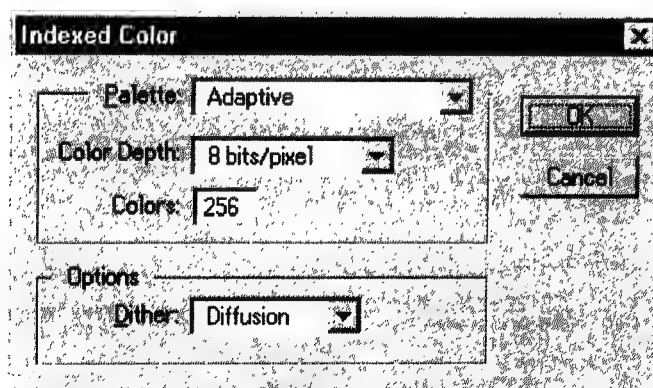 Indexed Color
Palette: Adaptive
OK
Color Depth: 8 bits/pixel
Cancel
Colors: 256
Options
Dither: Diffusion